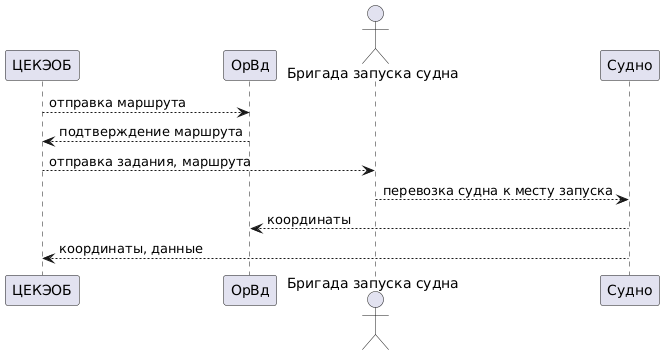 ЦЕКЭОБ
ОрВд
Бригада запуска судна
Судно
отправка маршрута
подтверждение маршрута
отправка задания, маршрута
перевозка судна к месту запуска
координаты
координаты, данные
ЦЕКЭОБ
ОрВд
Бригада запуска судна
Судно